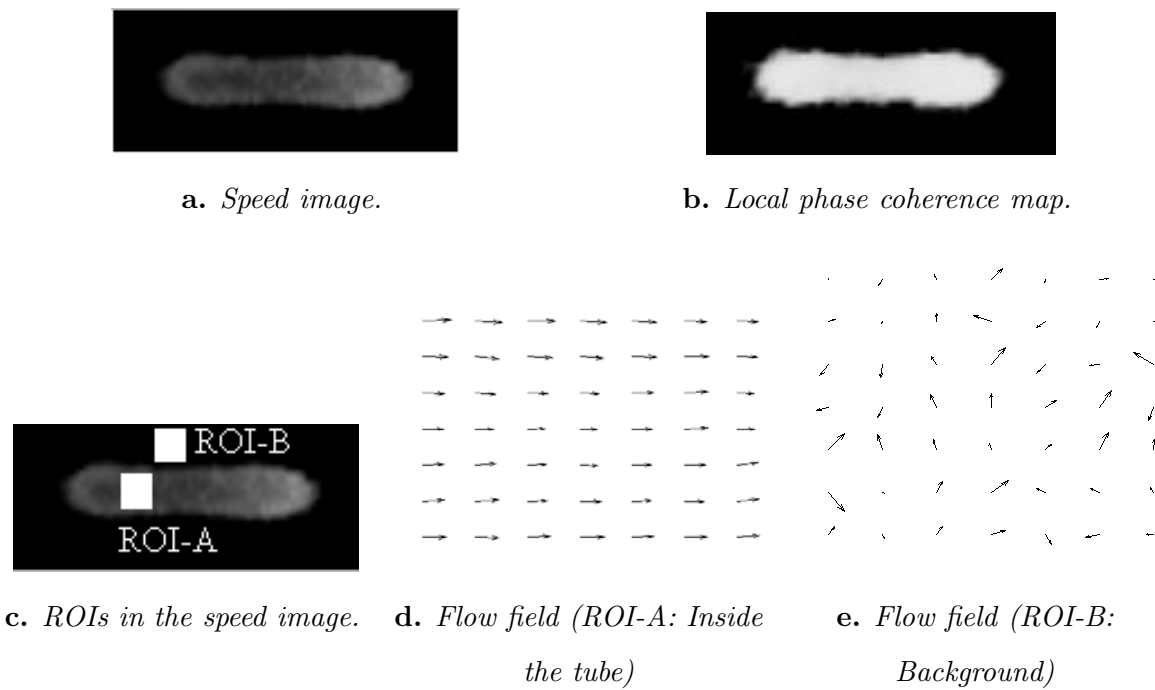 a. Speed image.
b. Local phase coherence map.
ROI-B
ROI-A
c. ROIs in the speed image.
d. Flow field (ROI-A: Inside
the tube)
e. Flow field (ROI-B:
Background)